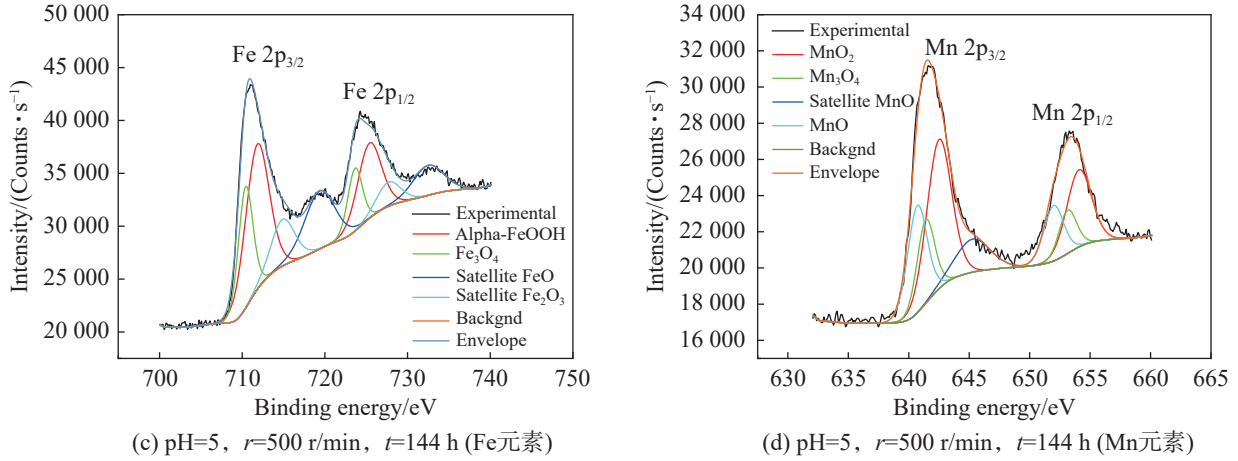 50 000
45 000
40 000
35 000
30 000
25 000
20 000
Intensity/(Counts·s⁻¹)
Fe 2p₃/₂
Fe 2p₁/₂
Experimental
Alpha-FeOOH
Fe₃O₄
Satellite FeO
Satellite Fe₂O₃
Backgnd
Envelope
700 710 720 730 740 750
Binding energy/eV
(c) pH=5，r=500 r/min，t=144 h (Fe元素)
34 000
32 000
30 000
28 000
26 000
24 000
22 000
20 000
18 000
16 000
Intensity/(Counts·s⁻¹)
Experimental
MnO₂
Mn₃O₄
Satellite MnO
MnO
Backgnd
Envelope
Mn 2p₃/₂
Mn 2p₁/₂
630 635 640 645 650 655 660 665
Binding energy/eV
(d) pH=5，r=500 r/min，t=144 h (Mn元素)